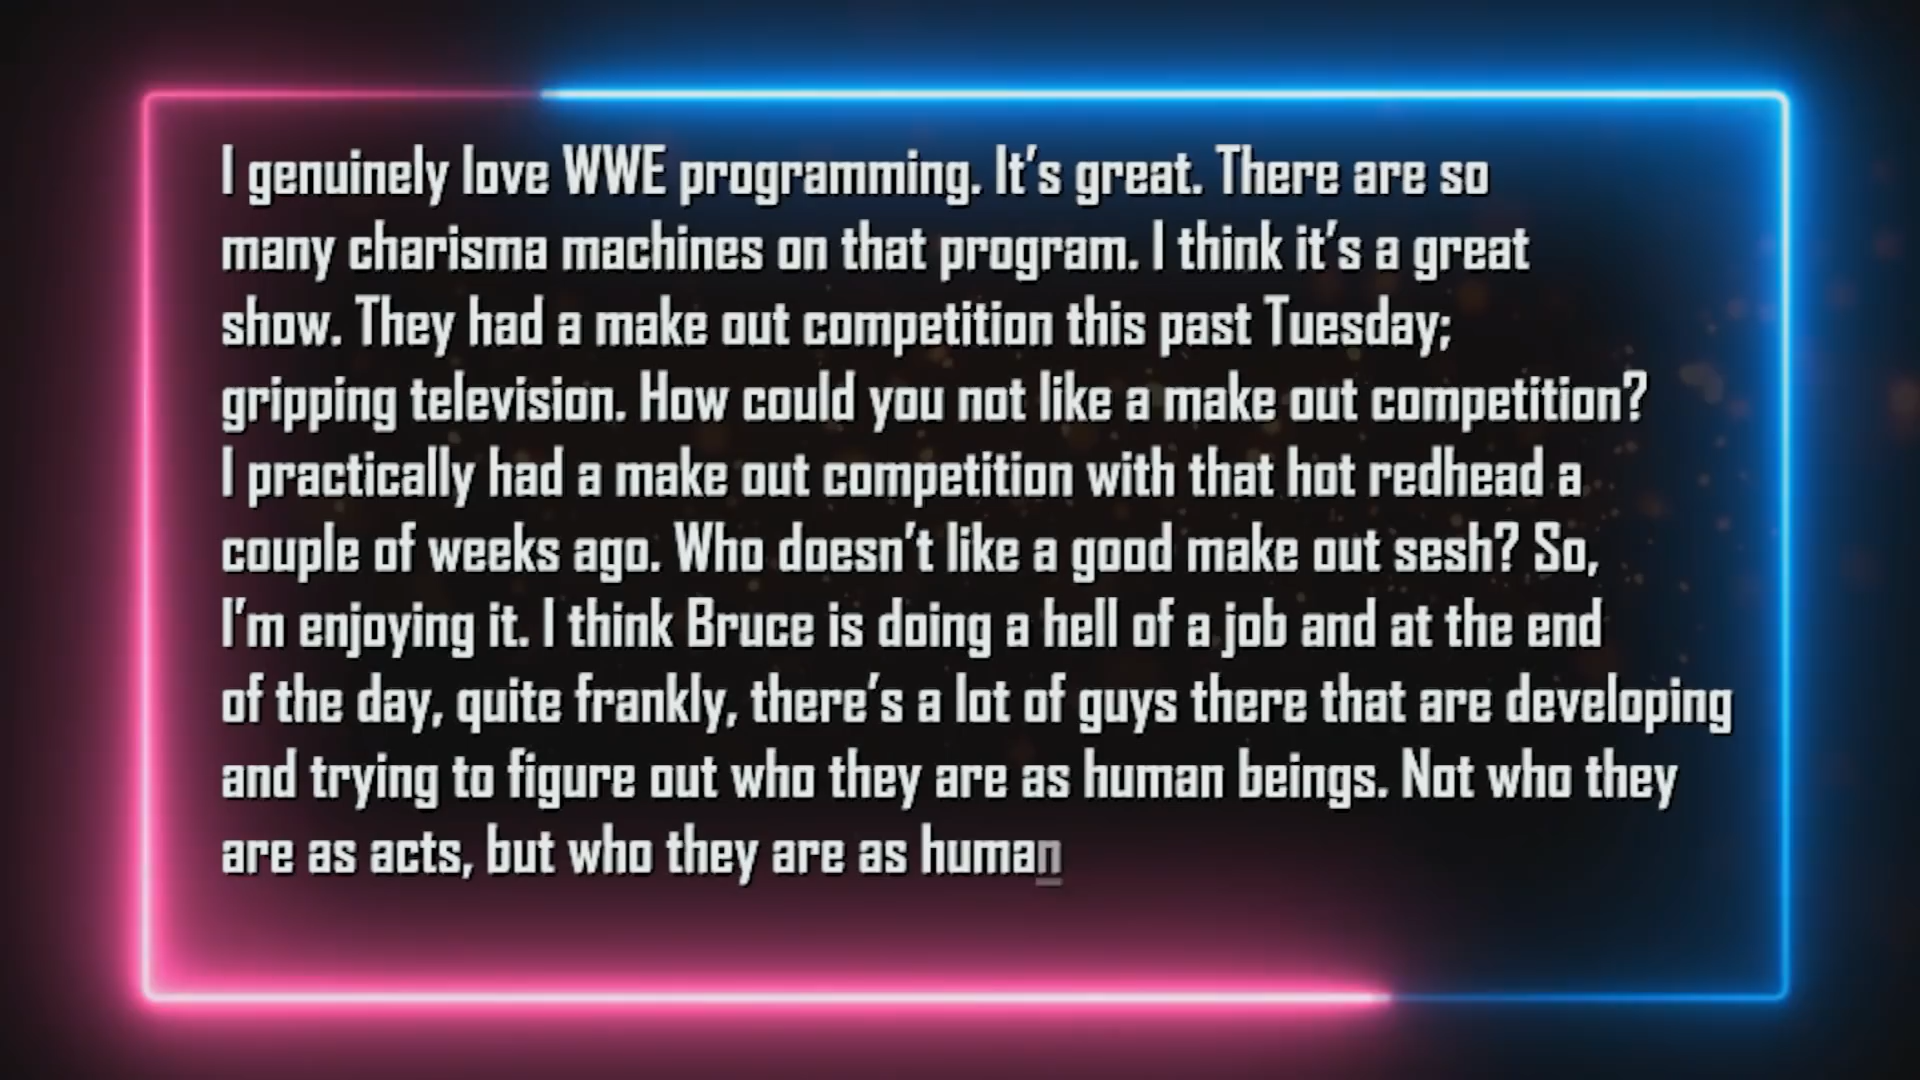 I genuinely love WWE programming. It's great. There are so
many charisma machines on that program. I think it's a great
show. They had a make out competition this past Tuesday;
gripping television. How could you not like a make out competition?
I practically had a make out competition with that hot redhead a
couple of weeks ago. Who doesn't like a good make out sesh? So,
I'm enjoying it. I think Bruce is doing a hell of a job and at the end
of the day, quite frankly, there's a lot of guys there that are developing
and trying to figure out who they are as human beings. Not who they
are as acts, but who they are as human